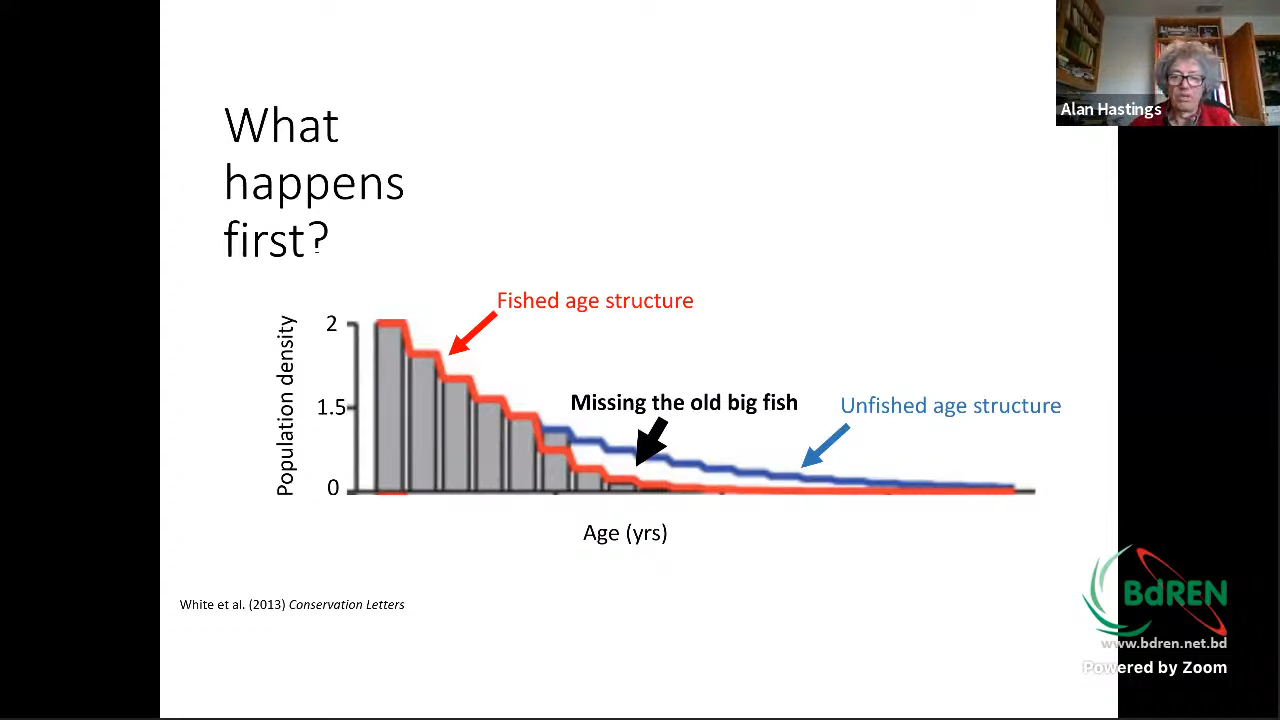 What
happens
first?
Alan Hastings
Fished age structure
Missing the old big fish
Unfished age structure
Population density
2
1.5
0
Age (yrs)
White et al. (2013) Conservation Letters
BdREN
www.bdren.net.bd
Powered by Zoom